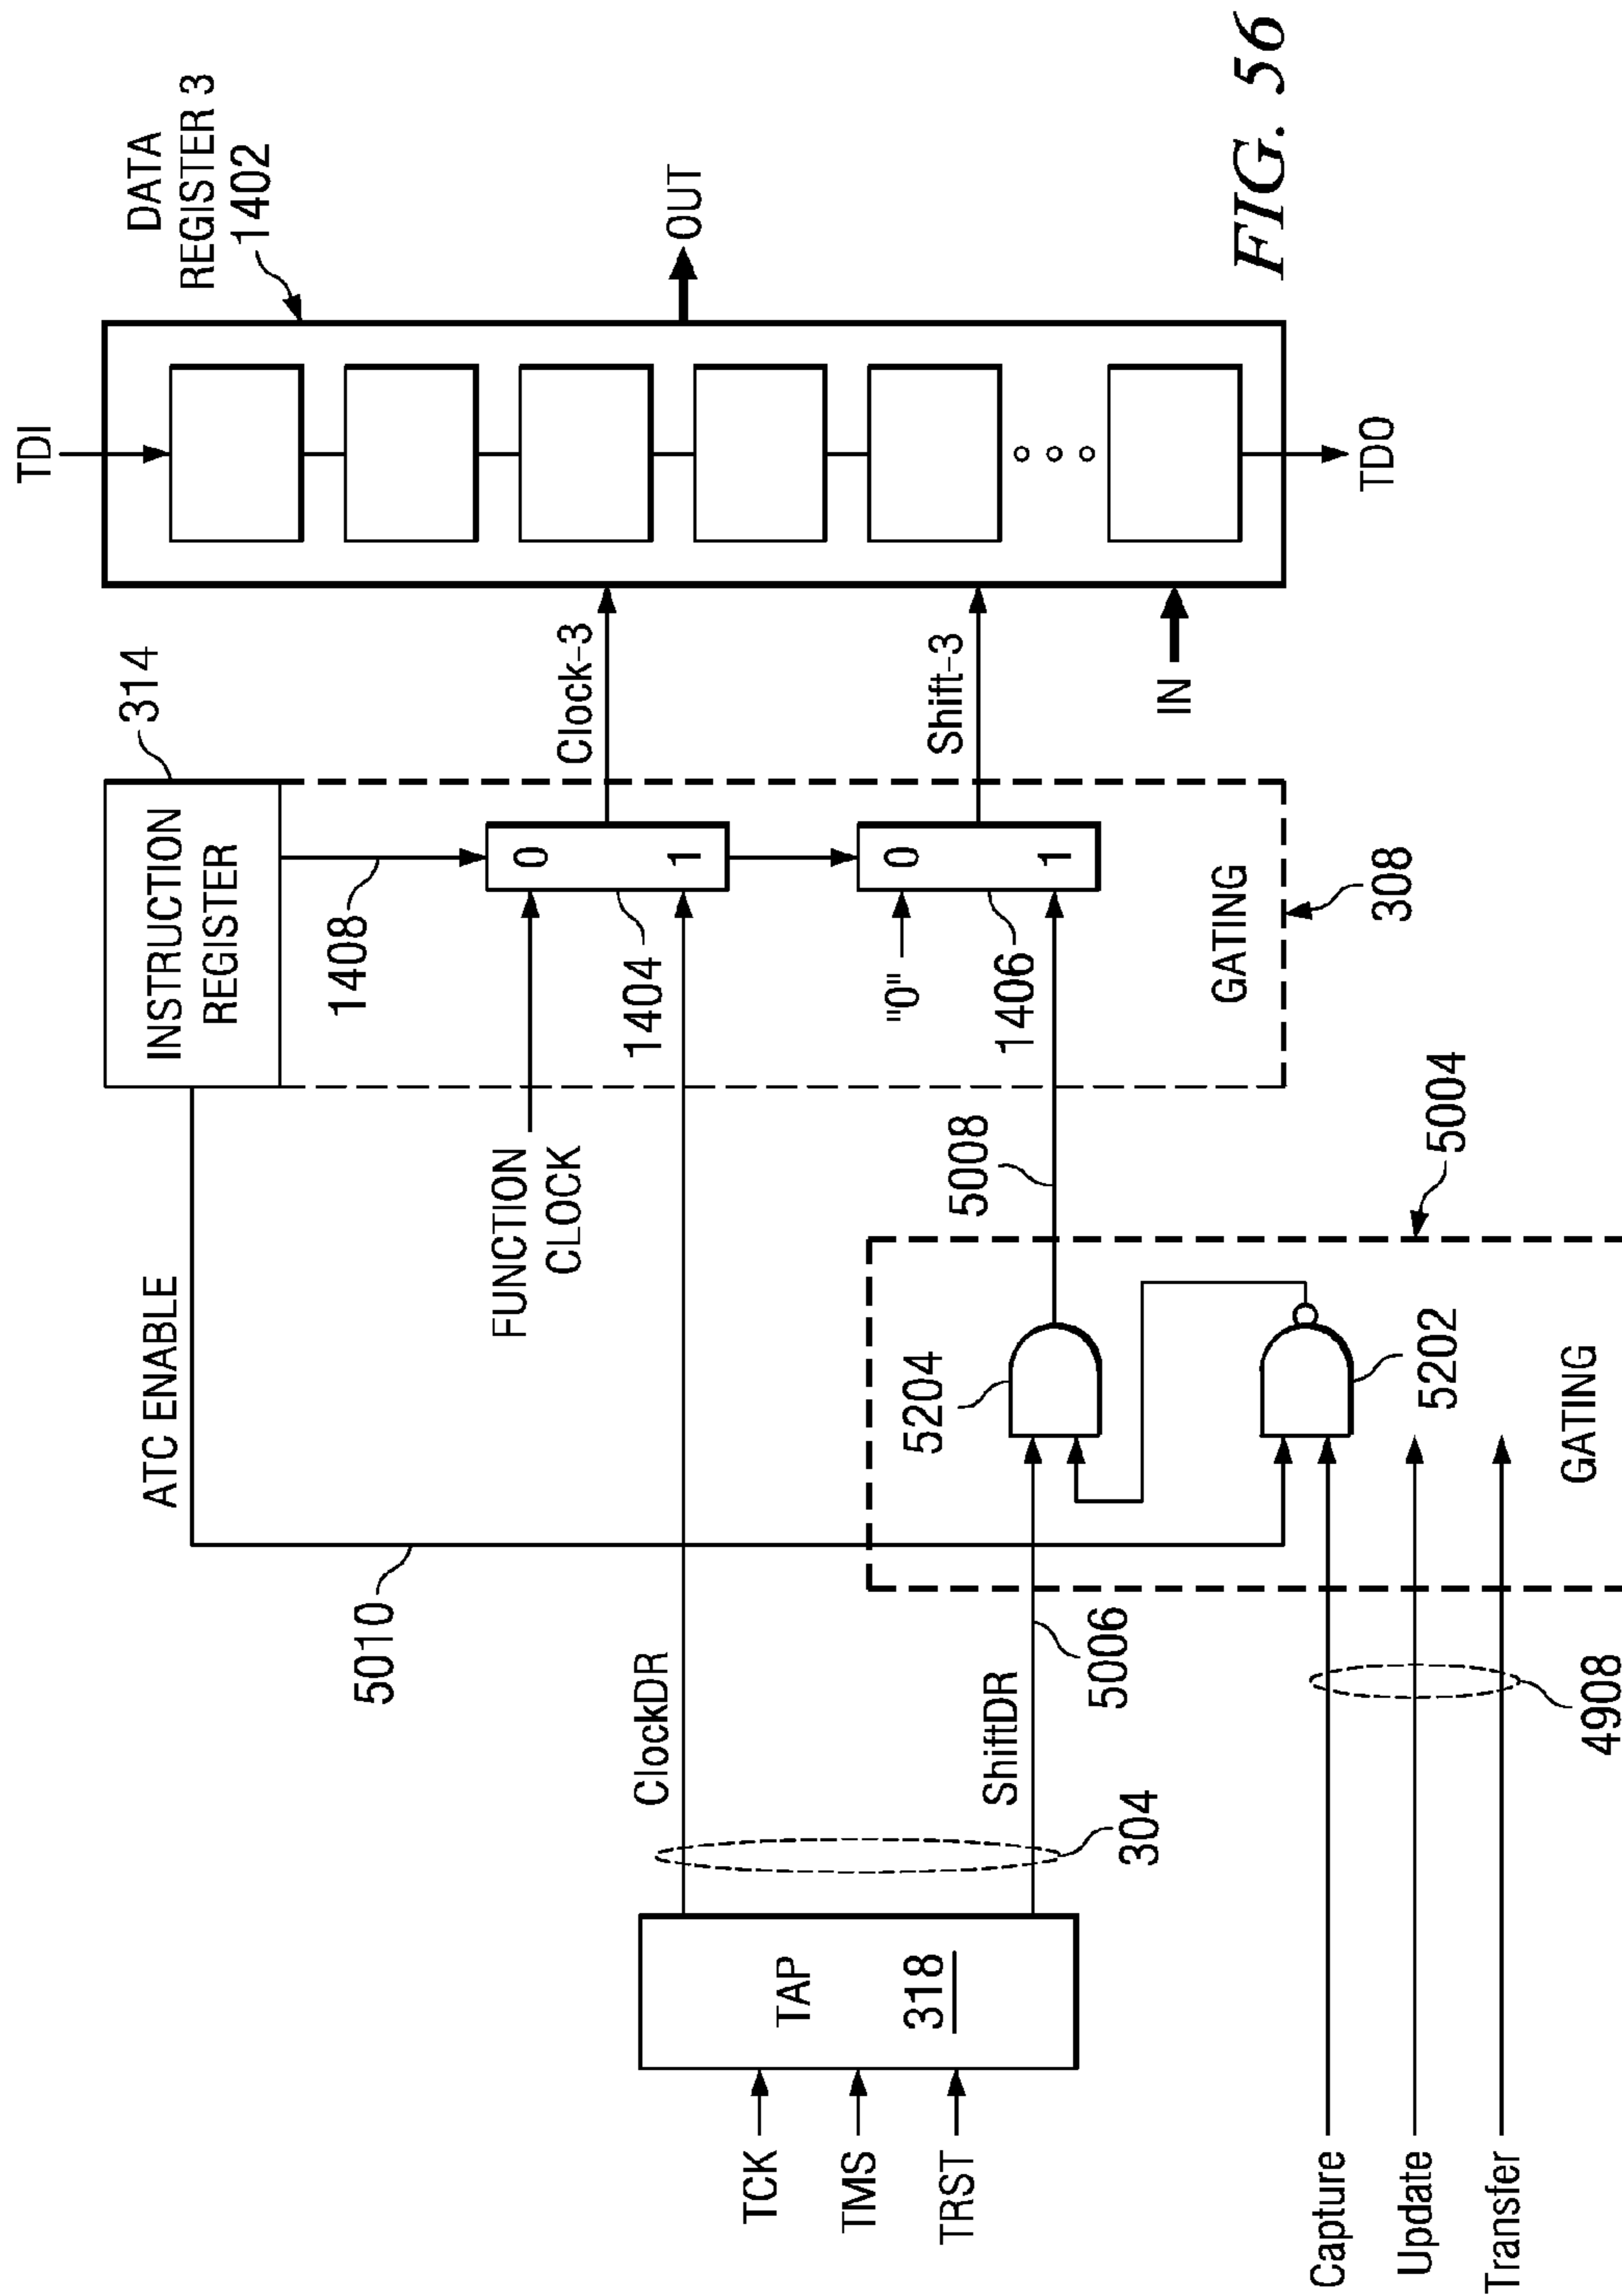 TDI
DATA
REGISTER 3
1402
OUT
TDO
IN
INSTRUCTION
REGISTER
314
1408
0
1
1404
Clock-3
"0"
0
1
1406
Shift-3
GATING
308
ATC ENABLE
5010
FUNCTION
CLOCK
ClockDR
ShiftDR
5006
5008
5204
5202
5004
GATING
304
TAP
318
TCK
TMS
TRST
Capture
Update
Transfer
4908
FIG. 56